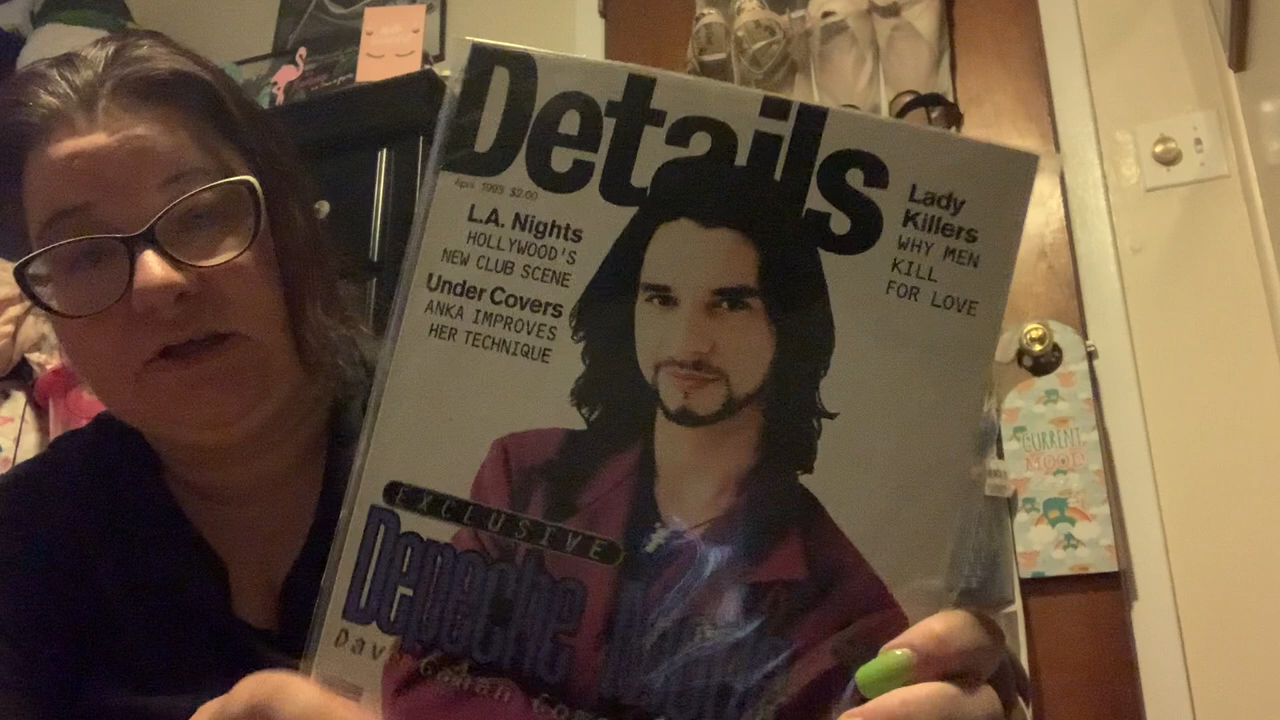 Details
April 1993 $2.00
L.A. Nights
HOLLYWOOD'S
NEW CLUB SCENE
Under Covers
ANKA IMPROVES
HER TECHNIQUE
Lady
Killers
WHY MEN
KILL
FOR LOVE
EXCLUSIVE
Depeche
Gahan
CURRENT
MOOD